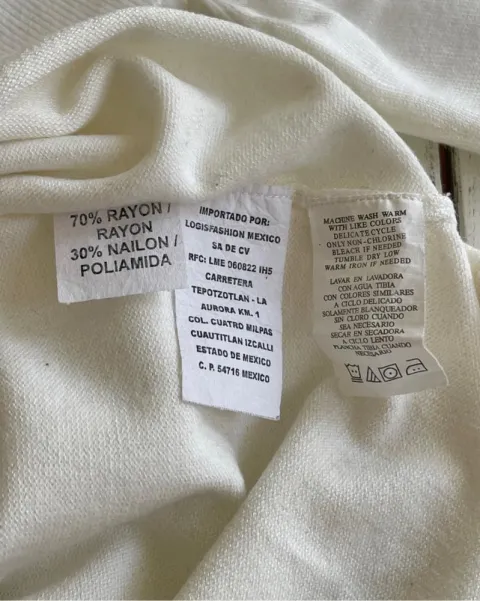 70% RAYON /
RAYON
30% NAILON /
POLIAMIDA
IMPORTADO POR:
LOGISFASHION MEXICO
SA DE CV
RFC: LME 060822 IH5
CARRETERA
TEPOTZOTLAN - LA
AURORA KM. 1
COL. CUATRO MILPAS
CUAUTITLAN IZCALLI
ESTADO DE MEXICO
C. P. 54716 MEXICO
MACHINE WASH WARM
WITH LIKE COLORS
DELICATE CYCLE
ONLY NON-CHLORINE
BLEACH IF NEEDED
TUMBLE DRY LOW
WARM IRON IF NEEDED
LAVAR EN LAVADORA
CON AGUA TIBIA
CON COLORES SIMILARES
A CICLO DELICADO
SOLAMENTE BLANQUEADOR
SIN CLORO CUANDO
SEA NECESARIO
SECAR EN SECADORA
A CICLO LENTO
PLANCHA TIBIA CUANDO
NECESARIO